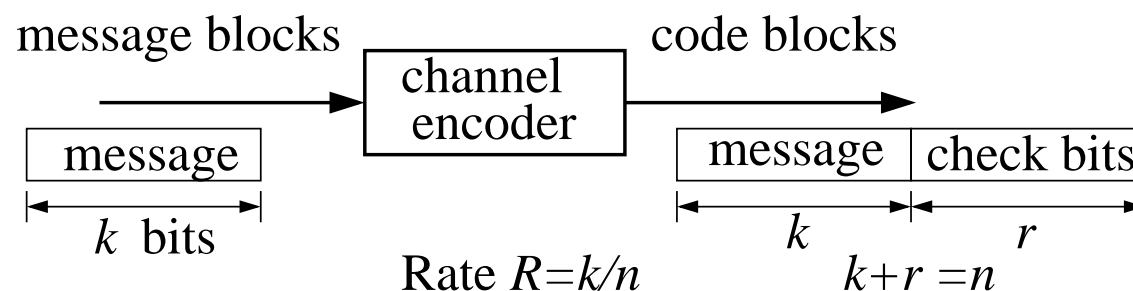 message blocks
code blocks
channel
encoder
message
message
check bits
k bits
k
r
Rate R=k/n
k+r =n